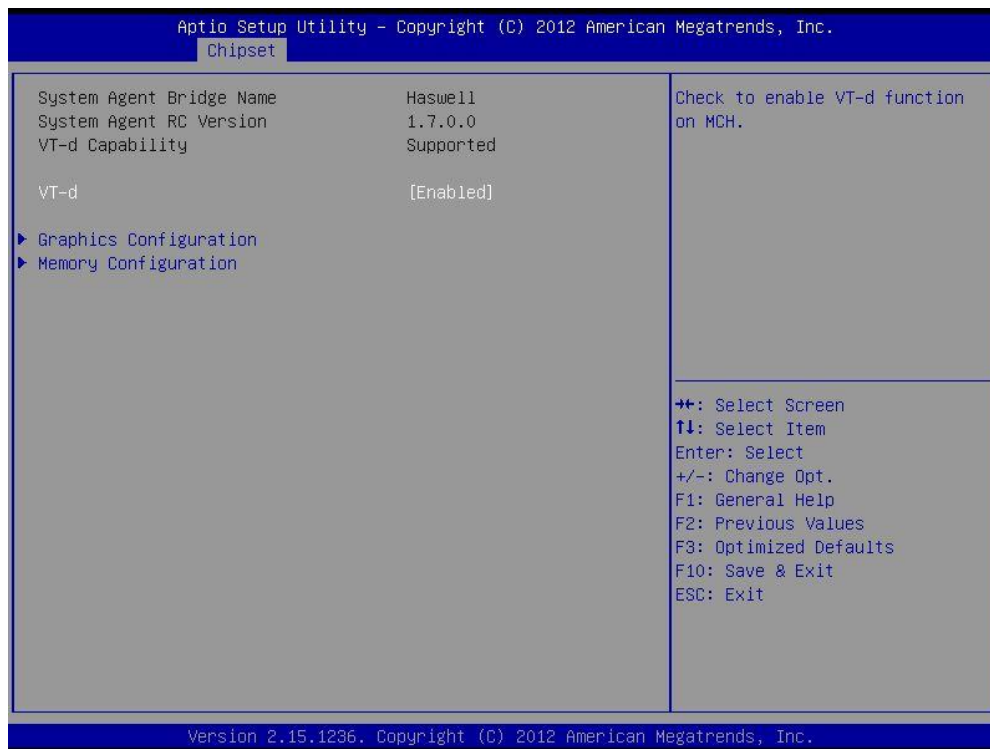 Aptio Setup Utility – Copyright (C) 2012 American Megatrends, Inc.
Chipset
System Agent Bridge Name Haswell
System Agent RC Version 1.7.0.0
VT-d Capability Supported
VT-d [Enabled]
▶ Graphics Configuration
▶ Memory Configuration
Check to enable VT-d function
on MCH.
→←: Select Screen
↑↓: Select Item
Enter: Select
+/-: Change Opt.
F1: General Help
F2: Previous Values
F3: Optimized Defaults
F10: Save & Exit
ESC: Exit
Version 2.15.1236. Copyright (C) 2012 American Megatrends, Inc.